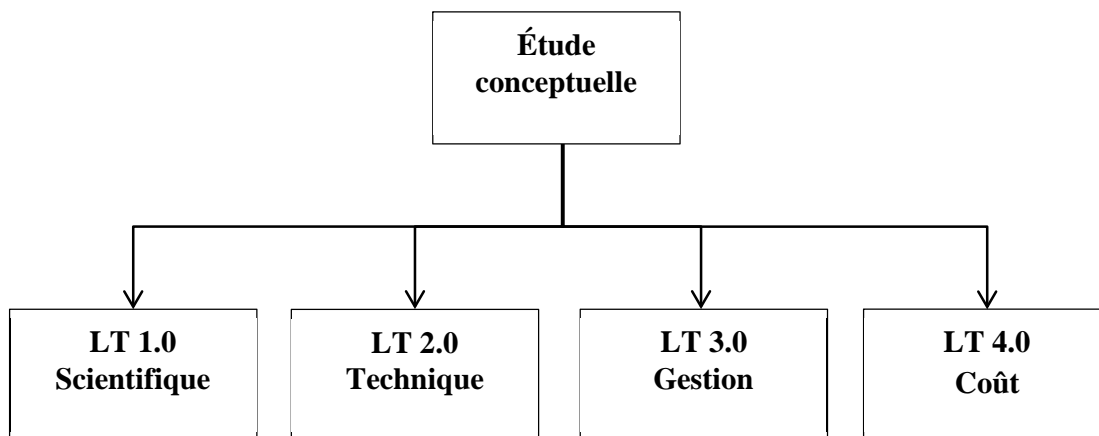 Étude
conceptuelle
LT 1.0
Scientifique
LT 2.0
Technique
LT 3.0
Gestion
LT 4.0
Coût